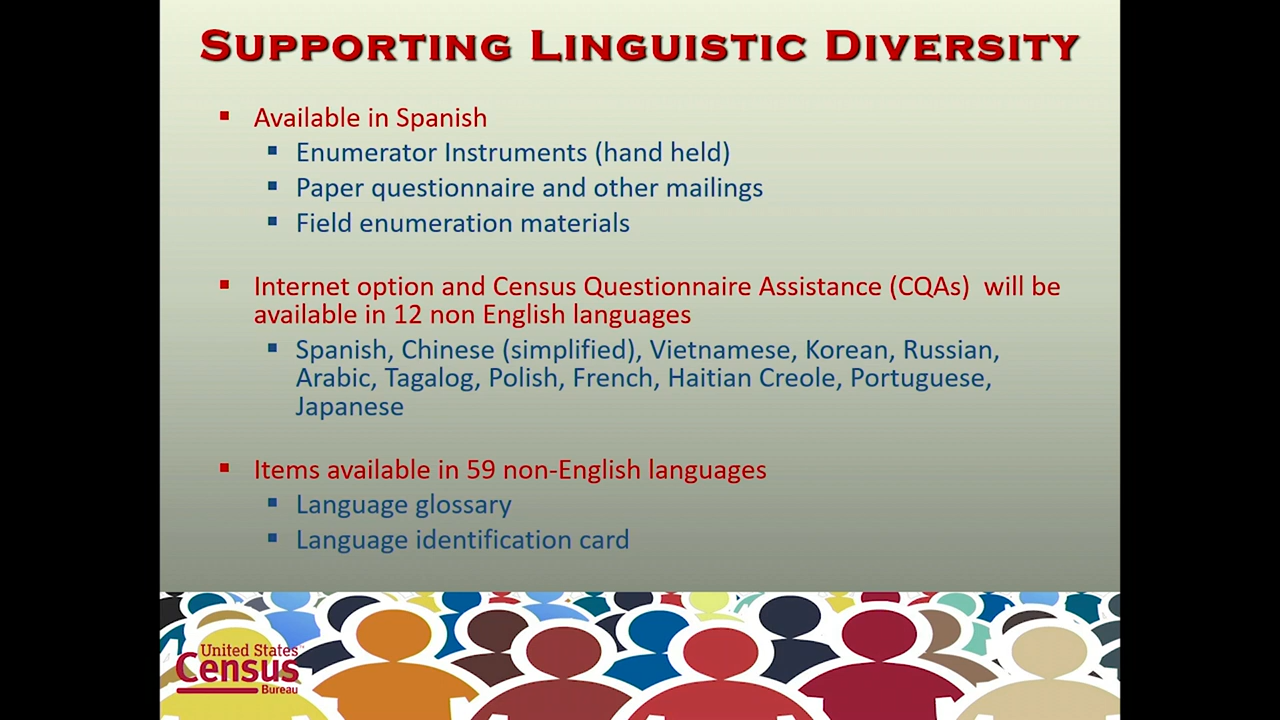 SUPPORTING LINGUISTIC DIVERSITY
▪ Available in Spanish
▪ Enumerator Instruments (hand held)
▪ Paper questionnaire and other mailings
▪ Field enumeration materials
▪ Internet option and Census Questionnaire Assistance (CQAs)  will be
available in 12 non English languages
▪ Spanish, Chinese (simplified), Vietnamese, Korean, Russian,
Arabic, Tagalog, Polish, French, Haitian Creole, Portuguese,
Japanese
▪ Items available in 59 non-English languages
▪ Language glossary
▪ Language identification card
United States
Census
Bureau